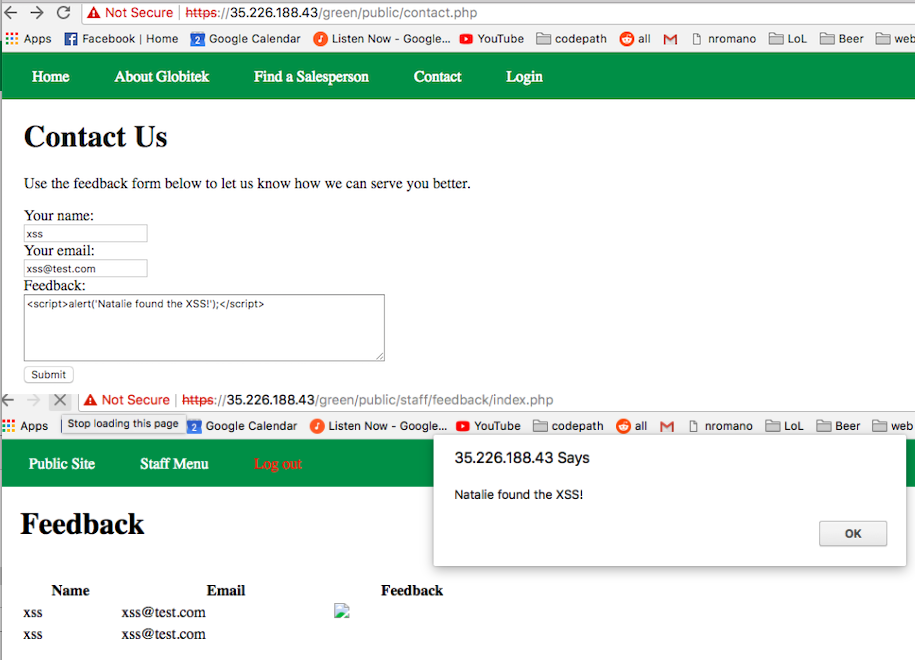 Not Secure | https://35.226.188.43/green/public/contact.php
Apps Facebook | Home 2 Google Calendar Listen Now - Google... YouTube codepath all nromano LoL Beer web
Home About Globitek Find a Salesperson Contact Login
Contact Us
Use the feedback form below to let us know how we can serve you better.
Your name:
xss
Your email:
xss@test.com
Feedback:
<script>alert('Natalie found the XSS!');</script>
Submit
Not Secure | https://35.226.188.43/green/public/staff/feedback/index.php
Apps Stop loading this page 2 Google Calendar Listen Now - Google... YouTube codepath all nromano LoL Beer web
Public Site Staff Menu Log out
35.226.188.43 Says
Natalie found the XSS!
OK
Feedback
Name Email Feedback
xss xss@test.com
xss xss@test.com